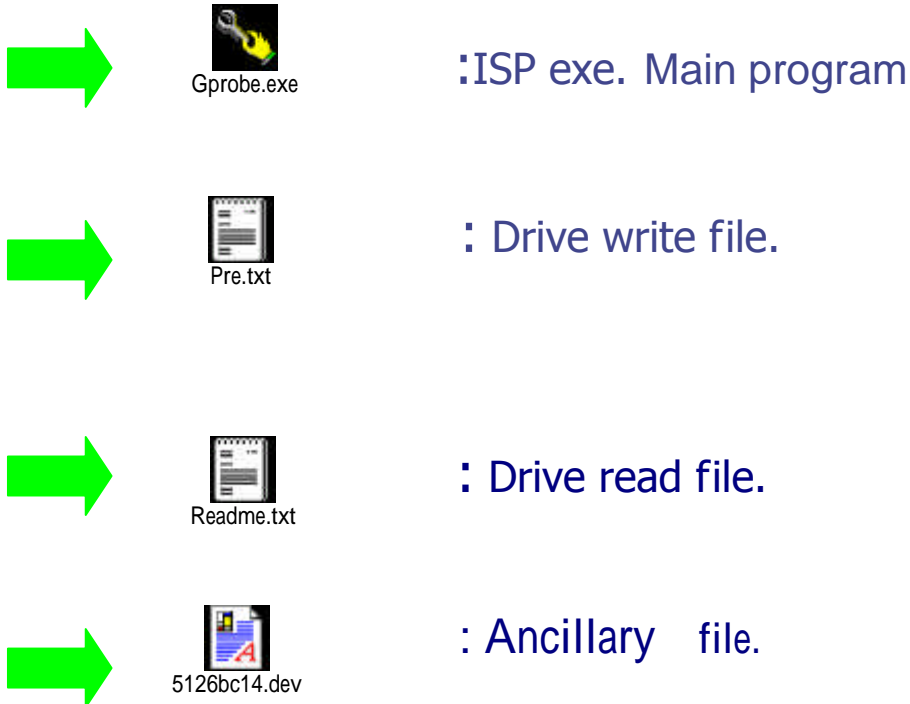 Gprobe.exe
:ISP exe. Main program
Pre.txt
: Drive write file.
Readme.txt
: Drive read file.
5126bc14.dev
: Ancillary file.